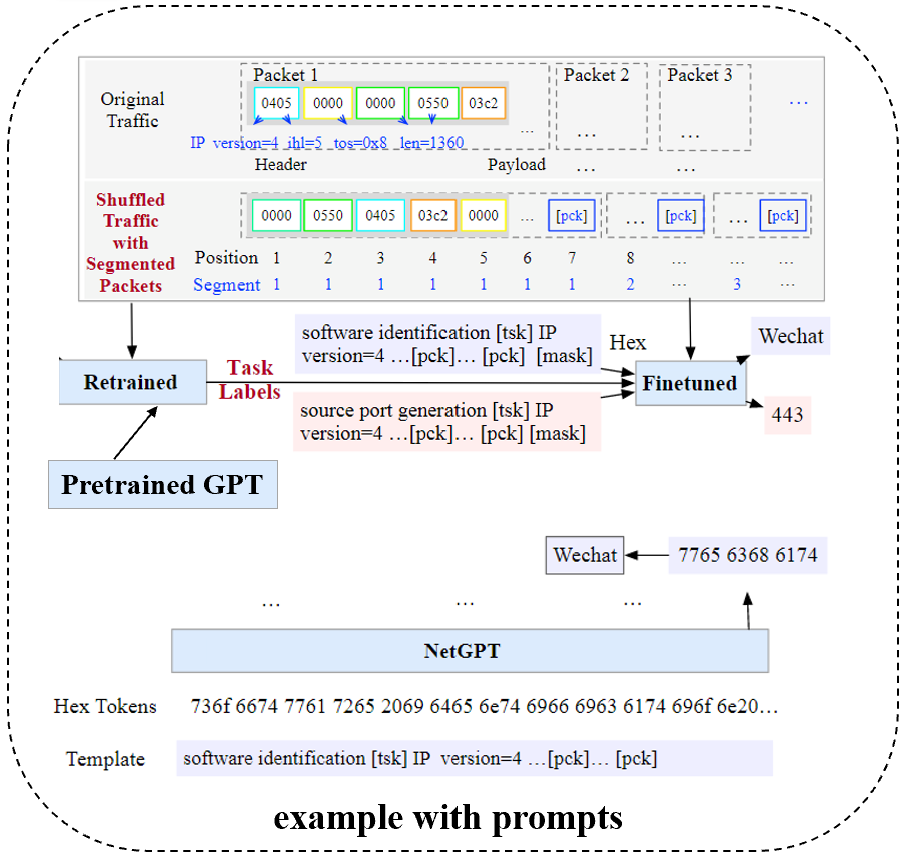 Original
Traffic
Packet 1
Packet 2
Packet 3
0405 0000 0000 0550 03c2
... ... ... ...
IP version=4 ihl=5 tos=0x8 len=1360
Header Payload ... ...
Shuffled
Traffic
with
Segmented
Packets
0000 0550 0405 03c2 0000 ... [pck] ... [pck] ... [pck]
Position 1 2 3 4 5 6 7 8 ... ... ...
Segment 1 1 1 1 1 1 1 2 ... 3 ...
software identification [tsk] IP
version=4 ...[pck]... [pck] [mask]
Hex
Wechat
Retrained
Task
Labels
Finetuned
source port generation [tsk] IP
version=4 ...[pck]... [pck] [mask]
443
Pretrained GPT
Wechat
7765 6368 6174
... ... ...
NetGPT
Hex Tokens 736f 6674 7761 7265 2069 6465 6e74 6966 6963 6174 696f 6e20...
Template software identification [tsk] IP version=4 ...[pck]... [pck]
example with prompts